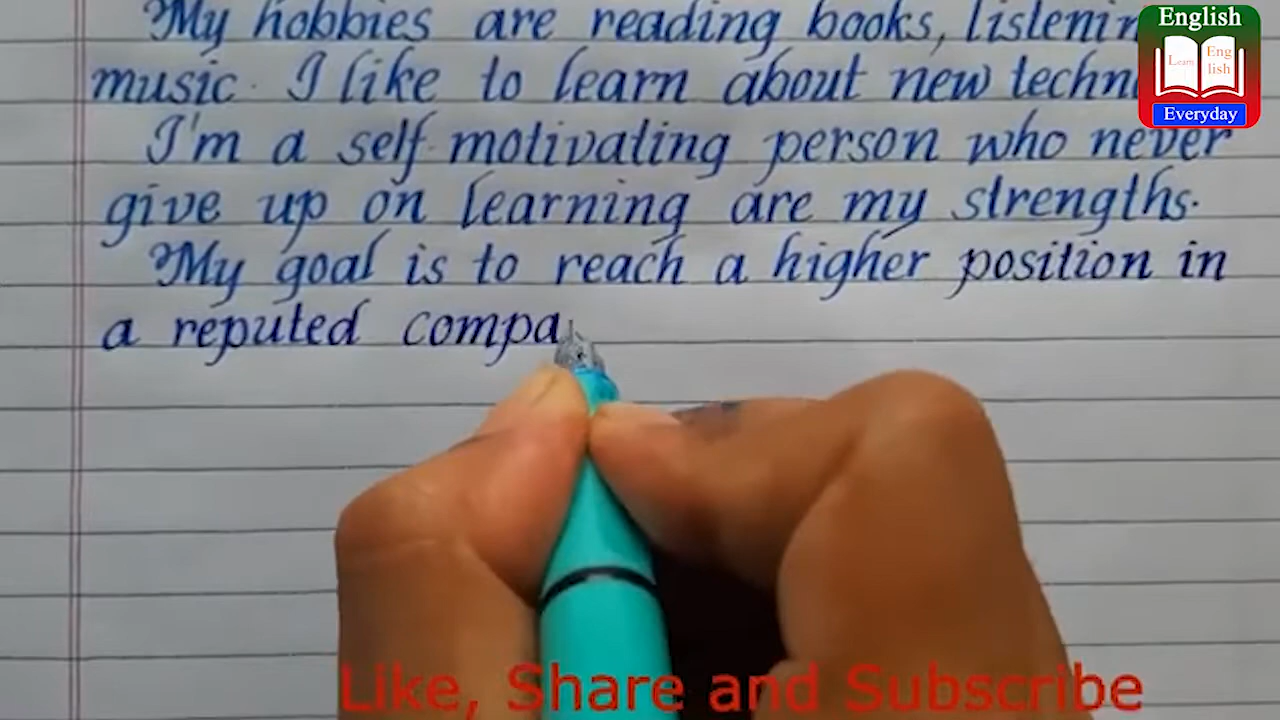 My hobbies are reading books, listenin
music. I like to learn about new techn
I'm a self motivating person who never
give up on learning are my strengths.
My goal is to reach a higher position in
a reputed compa
English
Learn
Eng
lish
Everyday
Like, Share and Subscribe